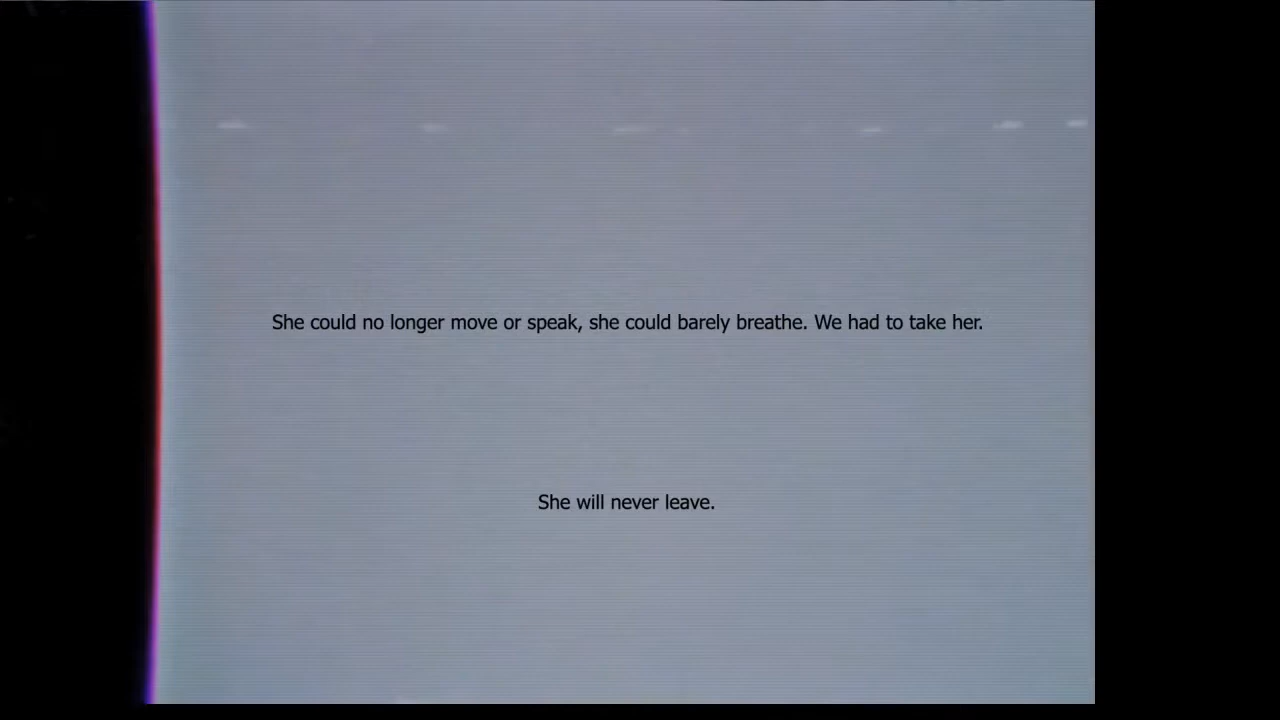 She could no longer move or speak, she could barely breathe. We had to take her.
She will never leave.